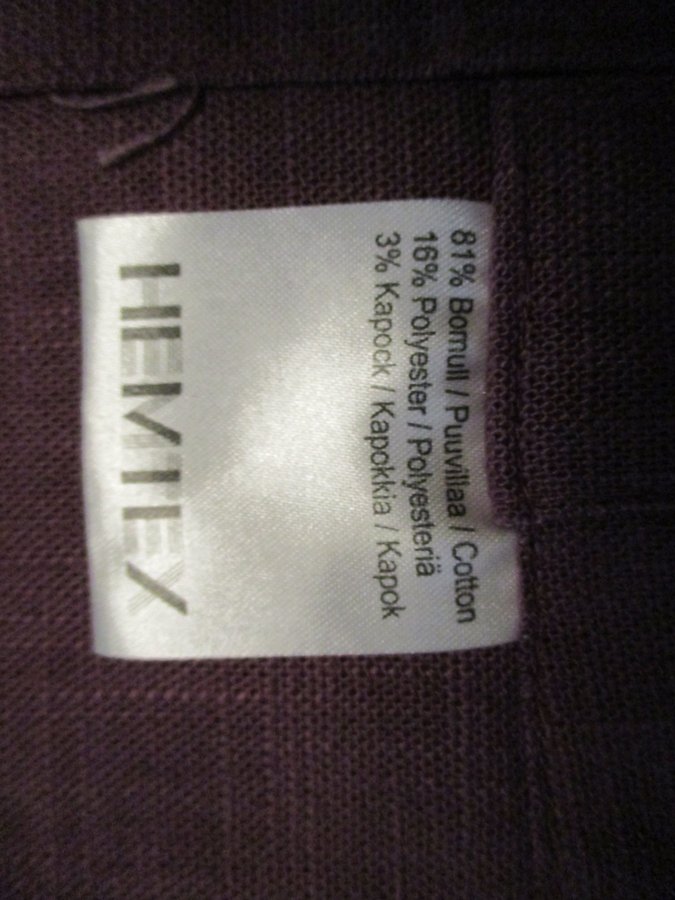 81% Bomull / Puuvillaa / Cotton
16% Polyester / Polyesteriä
3% Kapock / Kapokkia / Kapok
HEMTEX